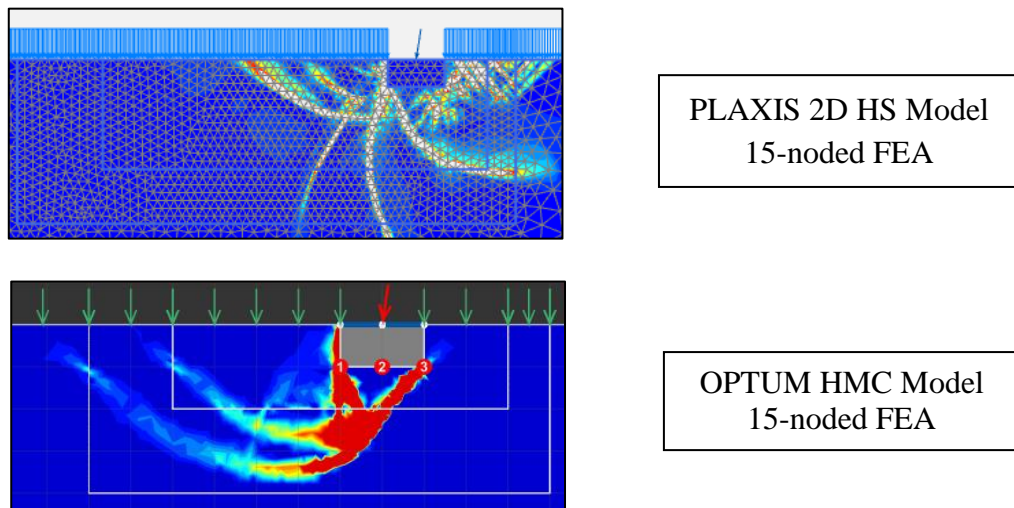 PLAXIS 2D HS Model
15-noded FEA
1 2 3
OPTUM HMC Model
15-noded FEA